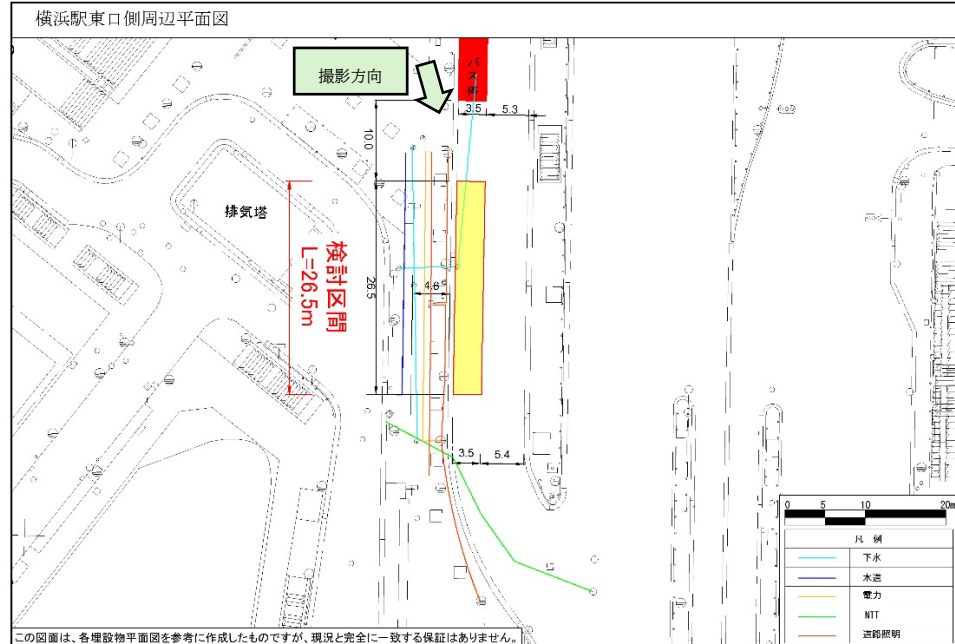 横浜駅東口側周辺平面図
撮影方向
バス停
3.5
5.3
10.0
排気塔
検討区間
L=26.5m
26.5
4.6
3.5
5.4
0 5 10 20m
凡 例
下水
水道
電力
NTT
道路照明
この図面は、各埋設物平面図を参考に作成したものですが、現況と完全に一致する保証はありません。